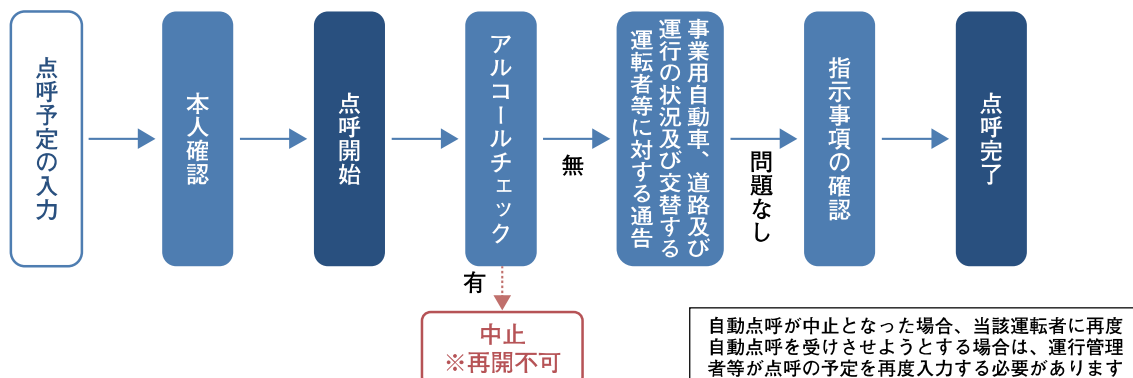 点呼予定の入力
本人確認
点呼開始
アルコールチェック
無
有
中止
※再開不可
事業用自動車、道路及び
運行の状況及び交替する
運転者等に対する通告
問題なし
指示事項の確認
点呼完了
自動点呼が中止となった場合、当該運転者に再度
自動点呼を受けさせようとする場合は、運行管理
者等が点呼の予定を再度入力する必要があります